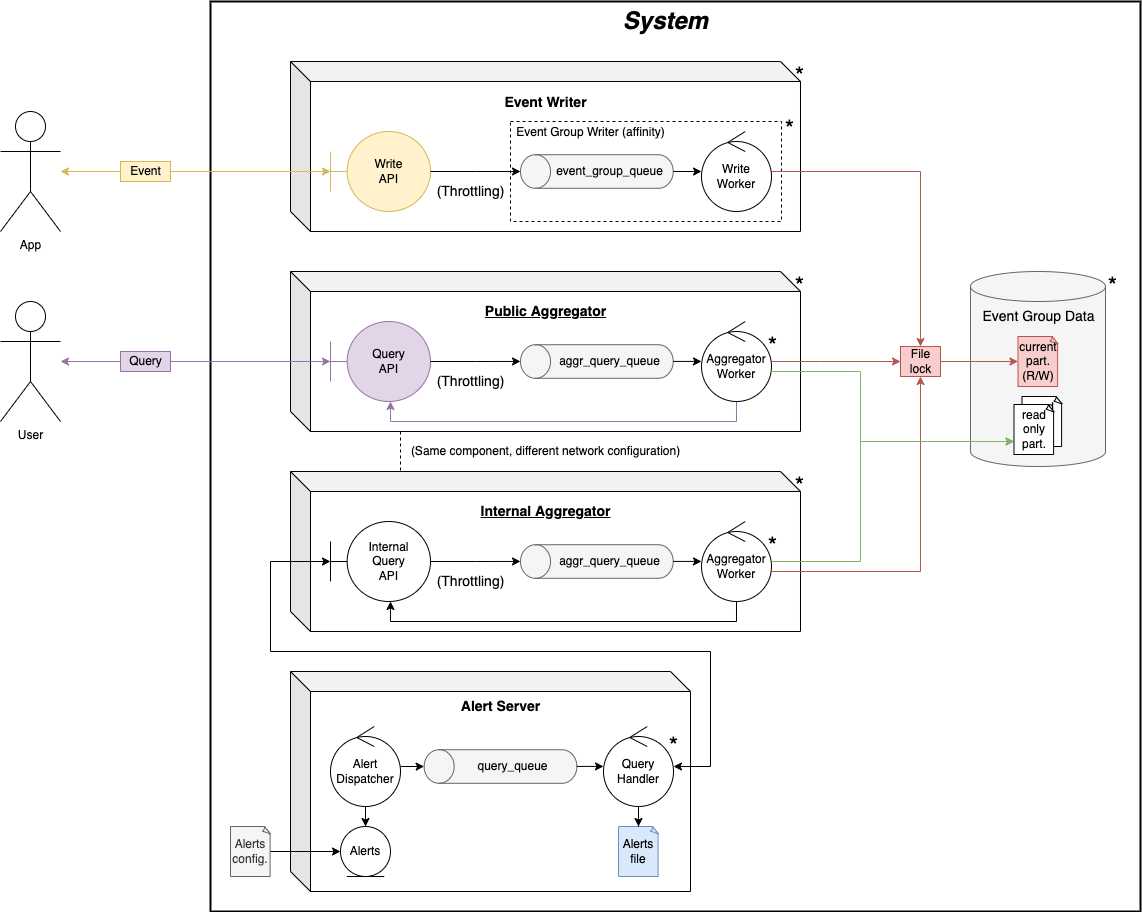 System
*
Event Writer
*
Event Group Writer (affinity)
Event
Write
API
(Throttling)
event_group_queue
Write
Worker
App
*
Public Aggregator
*
Event Group Data
Query
Query
API
(Throttling)
aggr_query_queue
*
Aggregator
Worker
File
lock
current
part.
(R/W)
read
only
part.
User
(Same component, different network configuration)
*
Internal Aggregator
Internal
Query
API
(Throttling)
aggr_query_queue
*
Aggregator
Worker
Alert Server
Alert
Dispatcher
query_queue
*
Query
Handler
Alerts
config.
Alerts
Alerts
file